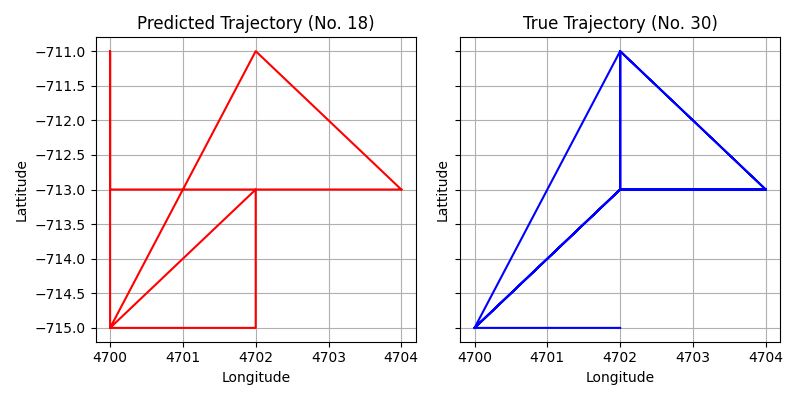 Predicted Trajectory (No. 18)
−711.0
−711.5
−712.0
−712.5
−713.0
−713.5
−714.0
−714.5
−715.0
Lattitude
4700 4701 4702 4703 4704
Longitude
True Trajectory (No. 30)
Lattitude
4700 4701 4702 4703 4704
Longitude